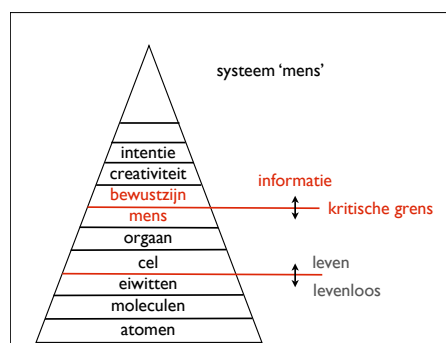 systeem ‘mens’
intentie
creativiteit
bewustzijn
informatie
kritische grens
mens
orgaan
cel
leven
eiwitten
levenloos
moleculen
atomen